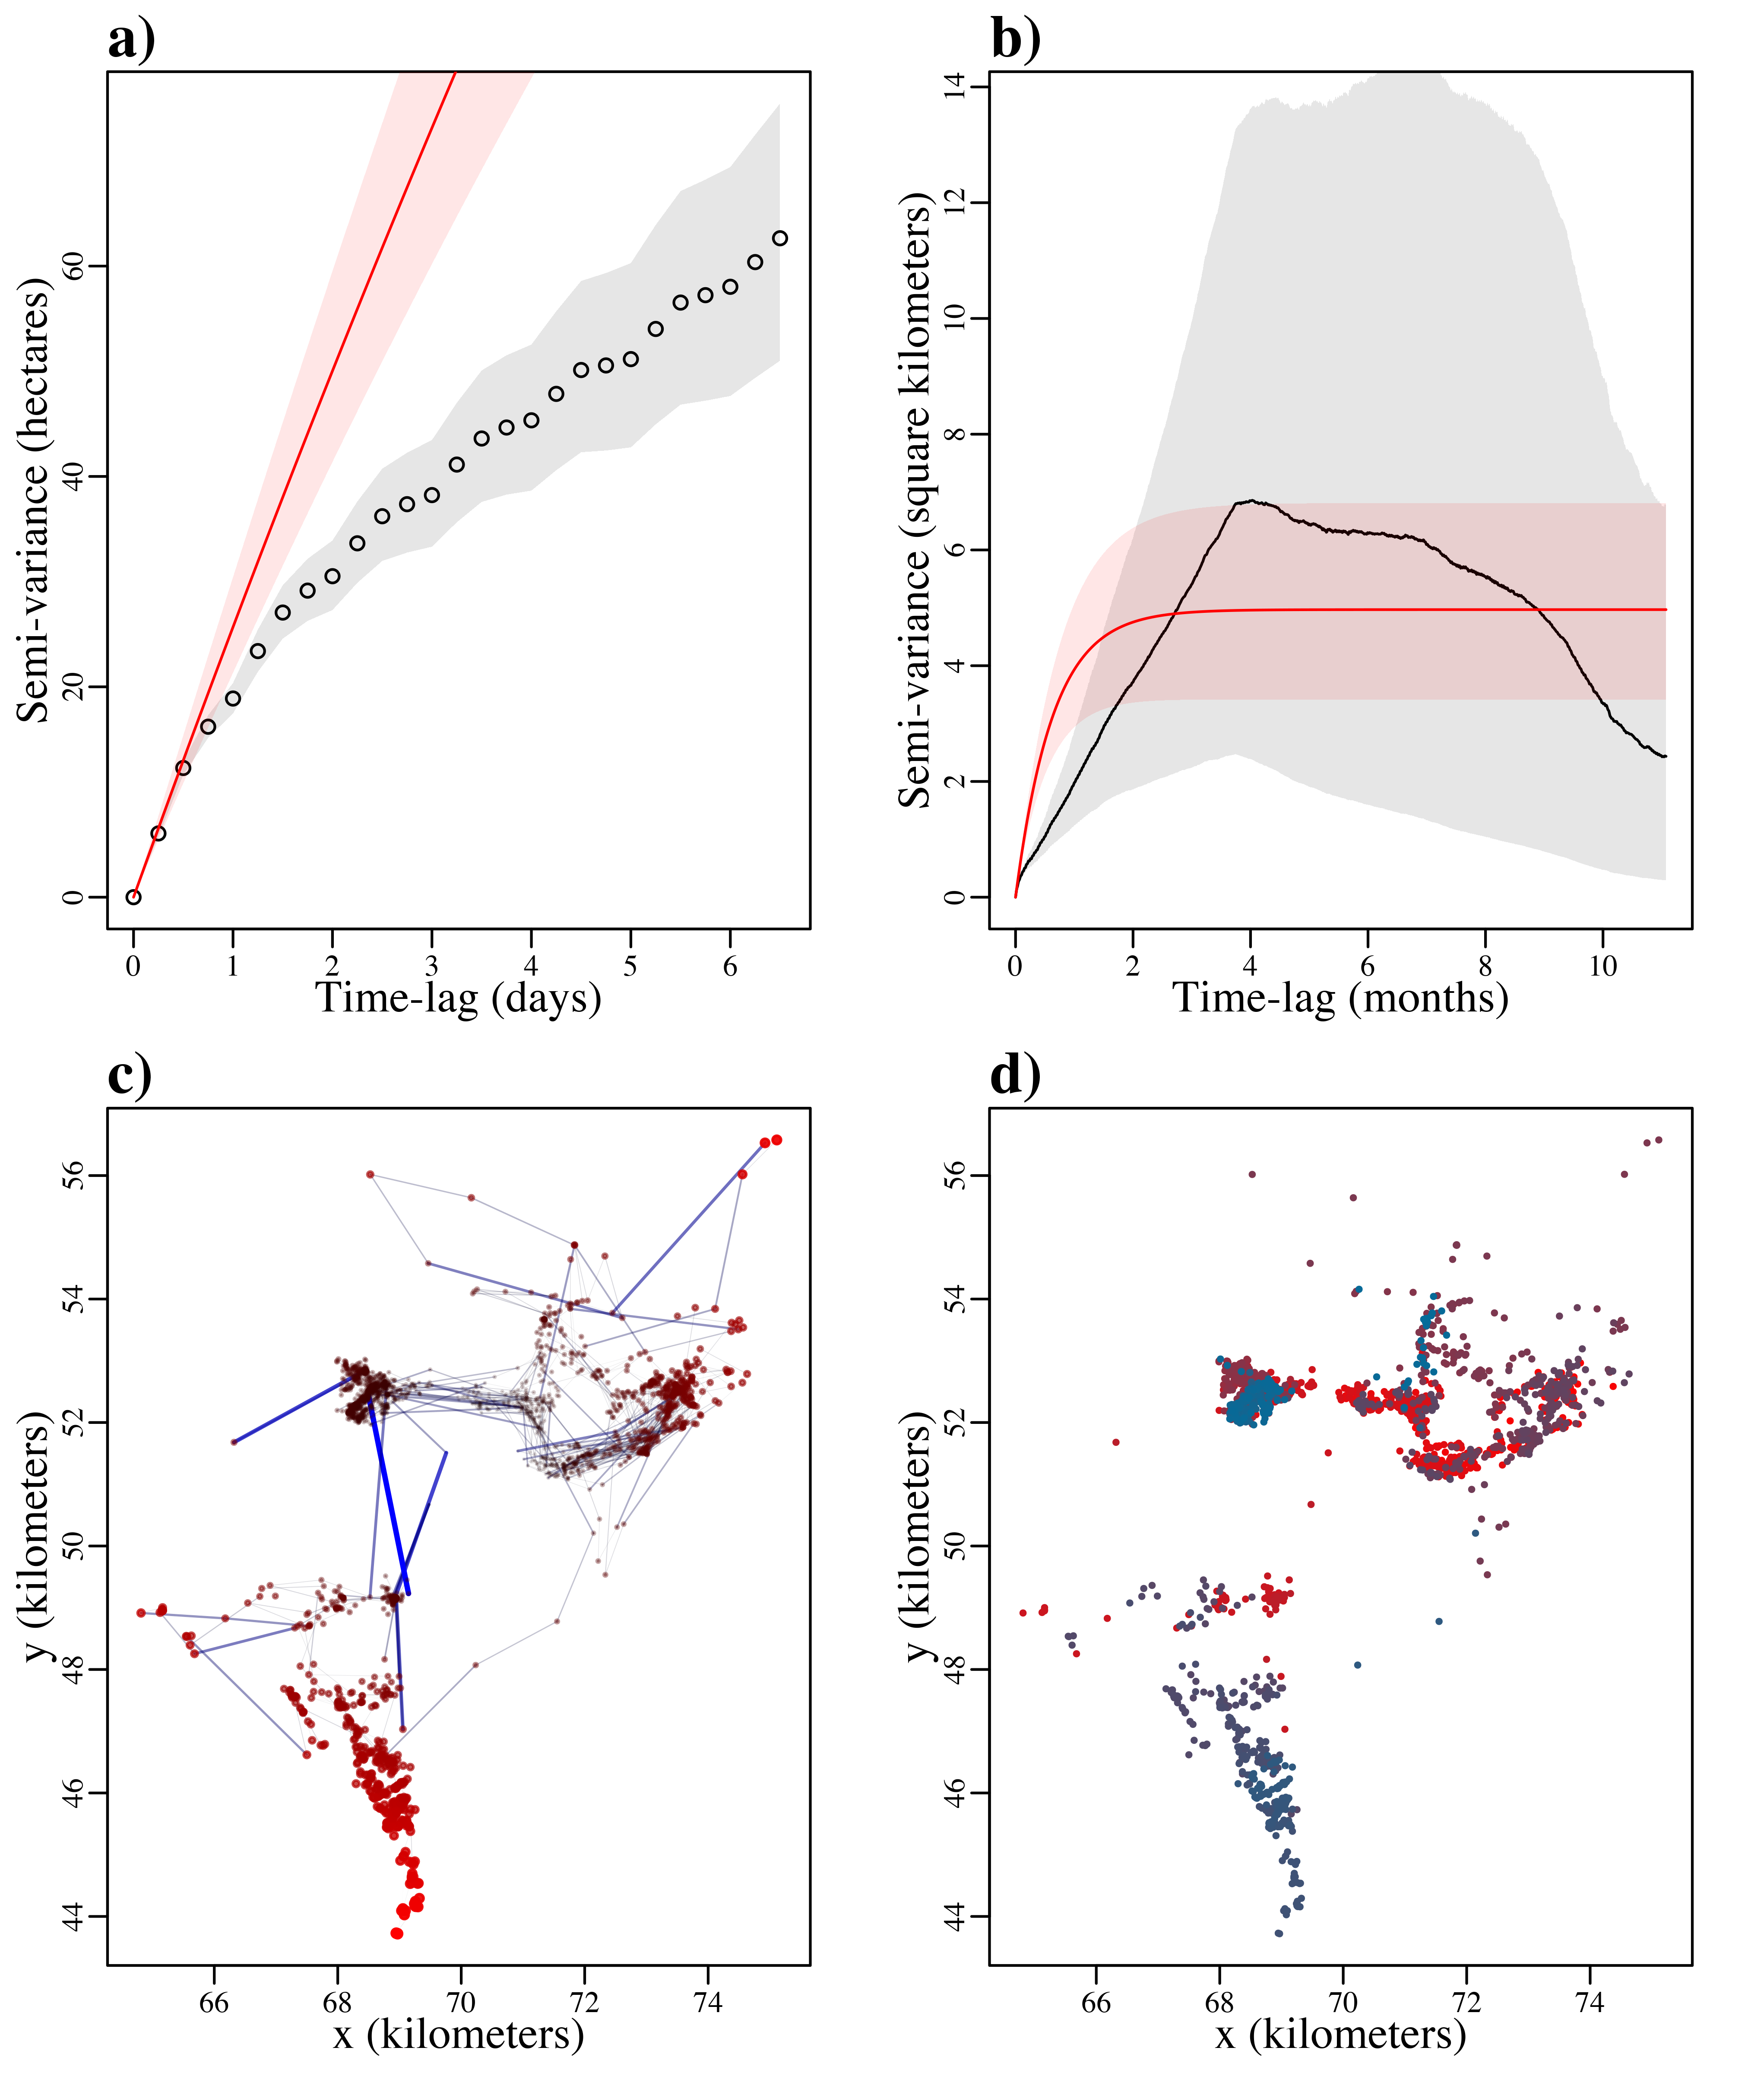 a)
Semi-variance (hectares)
0 20 40 60
0 1 2 3 4 5 6
Time-lag (days)
b)
Semi-variance (square kilometers)
0 2 4 6 8 10 12 14
0 2 4 6 8 10
Time-lag (months)
c)
y (kilometers)
44 46 48 50 52 54 56
66 68 70 72 74
x (kilometers)
d)
y (kilometers)
44 46 48 50 52 54 56
66 68 70 72 74
x (kilometers)